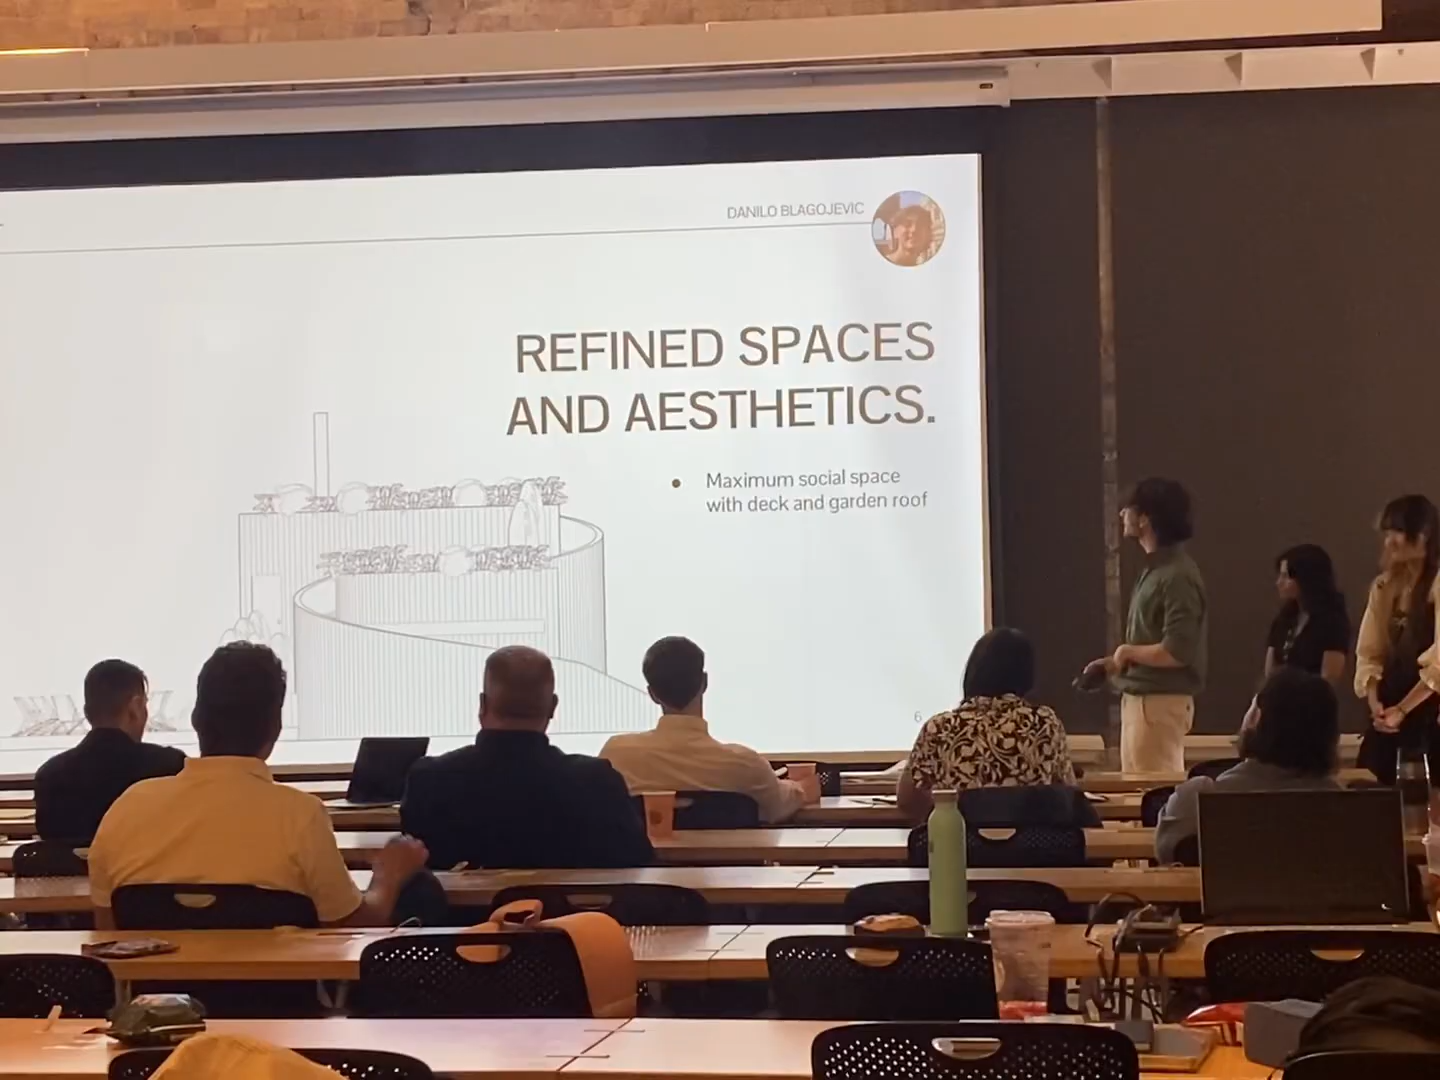 DANILO BLAGOJEVIC
REFINED SPACES
AND AESTHETICS.
Maximum social space
with deck and garden roof
6